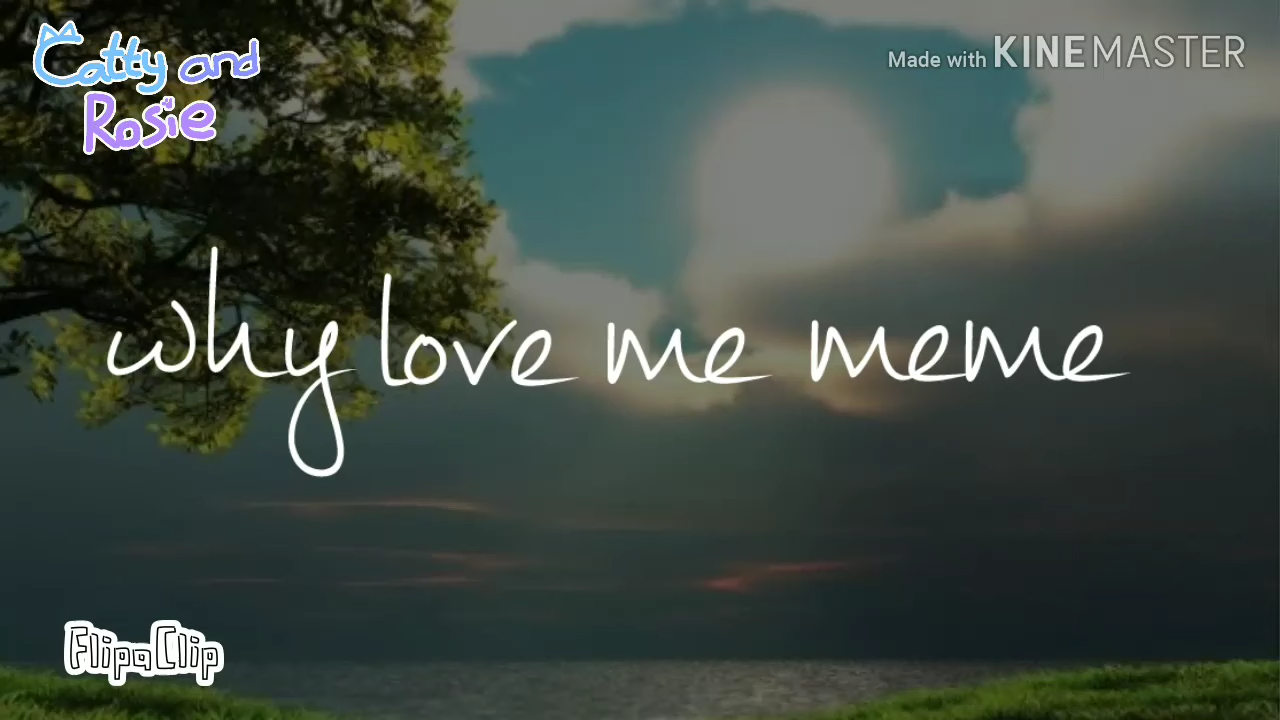 Catty and
Rosie
Made with KINEMASTER
why love me meme
FlipaClip